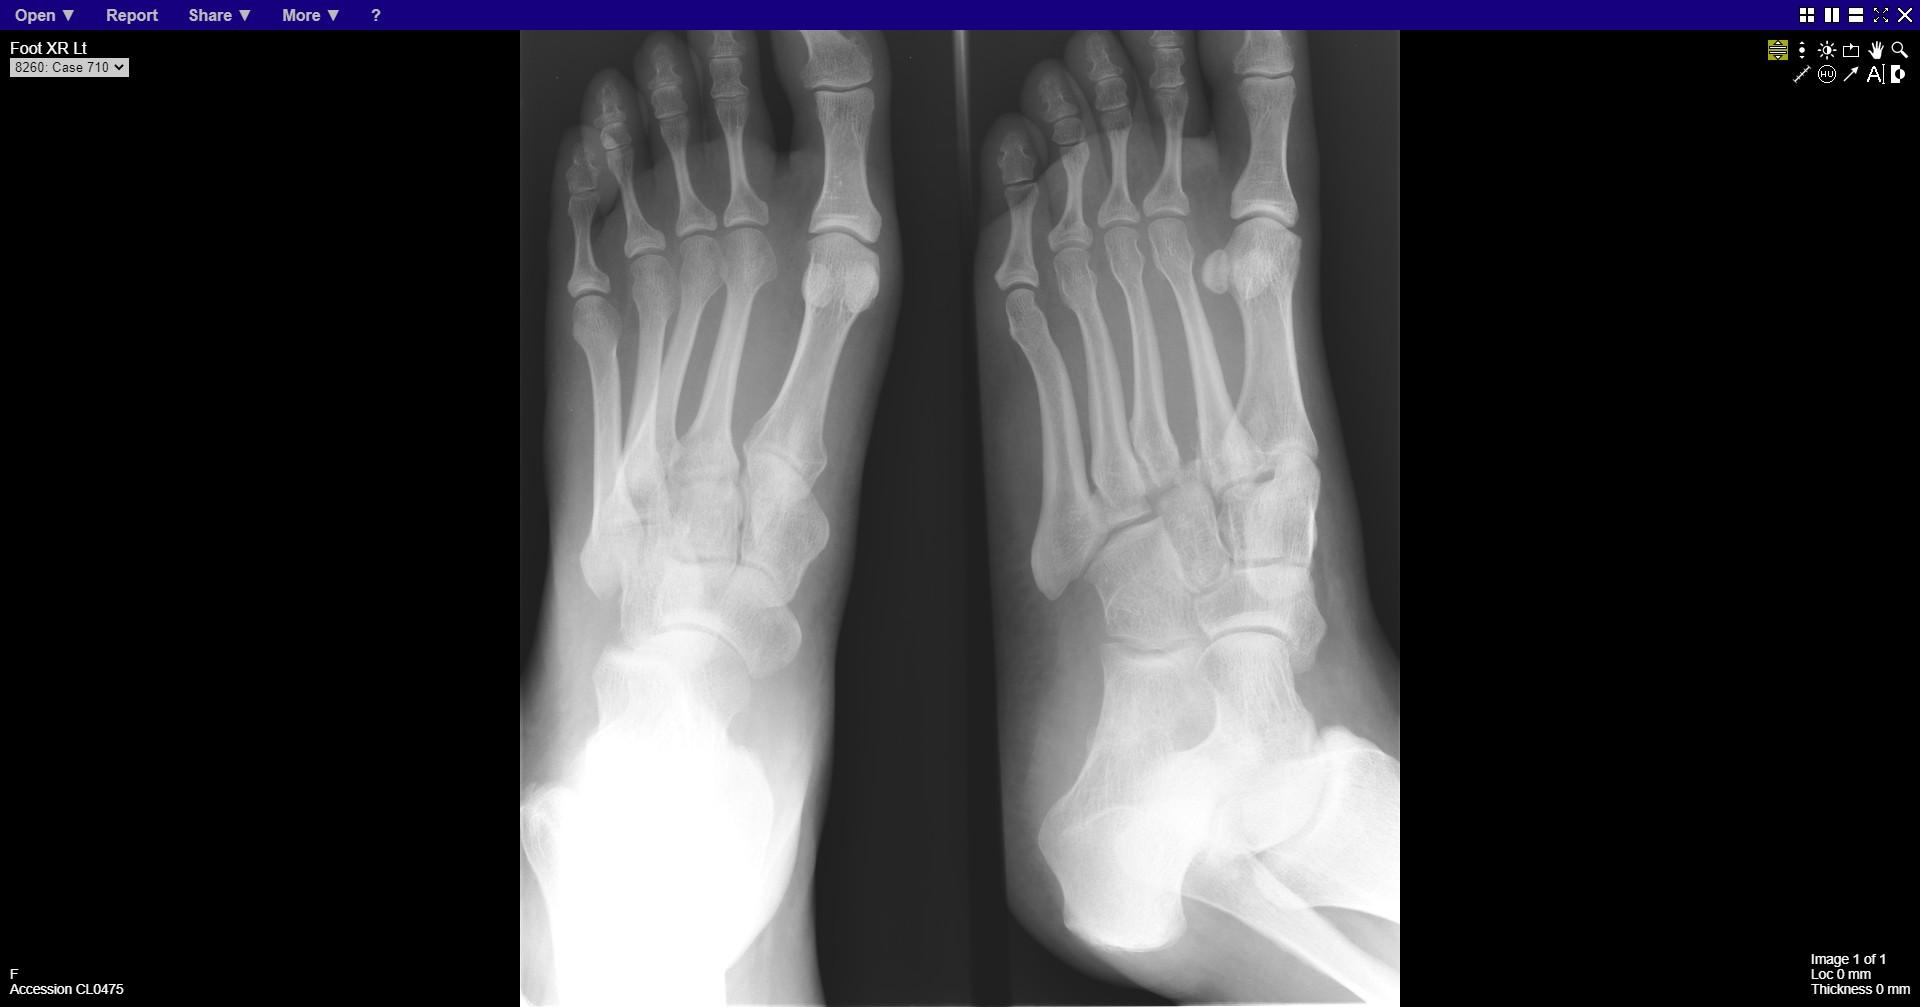 Open ▼ Report Share ▼ More ▼ ?
Foot XR Lt
8260: Case 710
HU
A
F
Accession CL0475
Image 1 of 1
Loc 0 mm
Thickness 0 mm